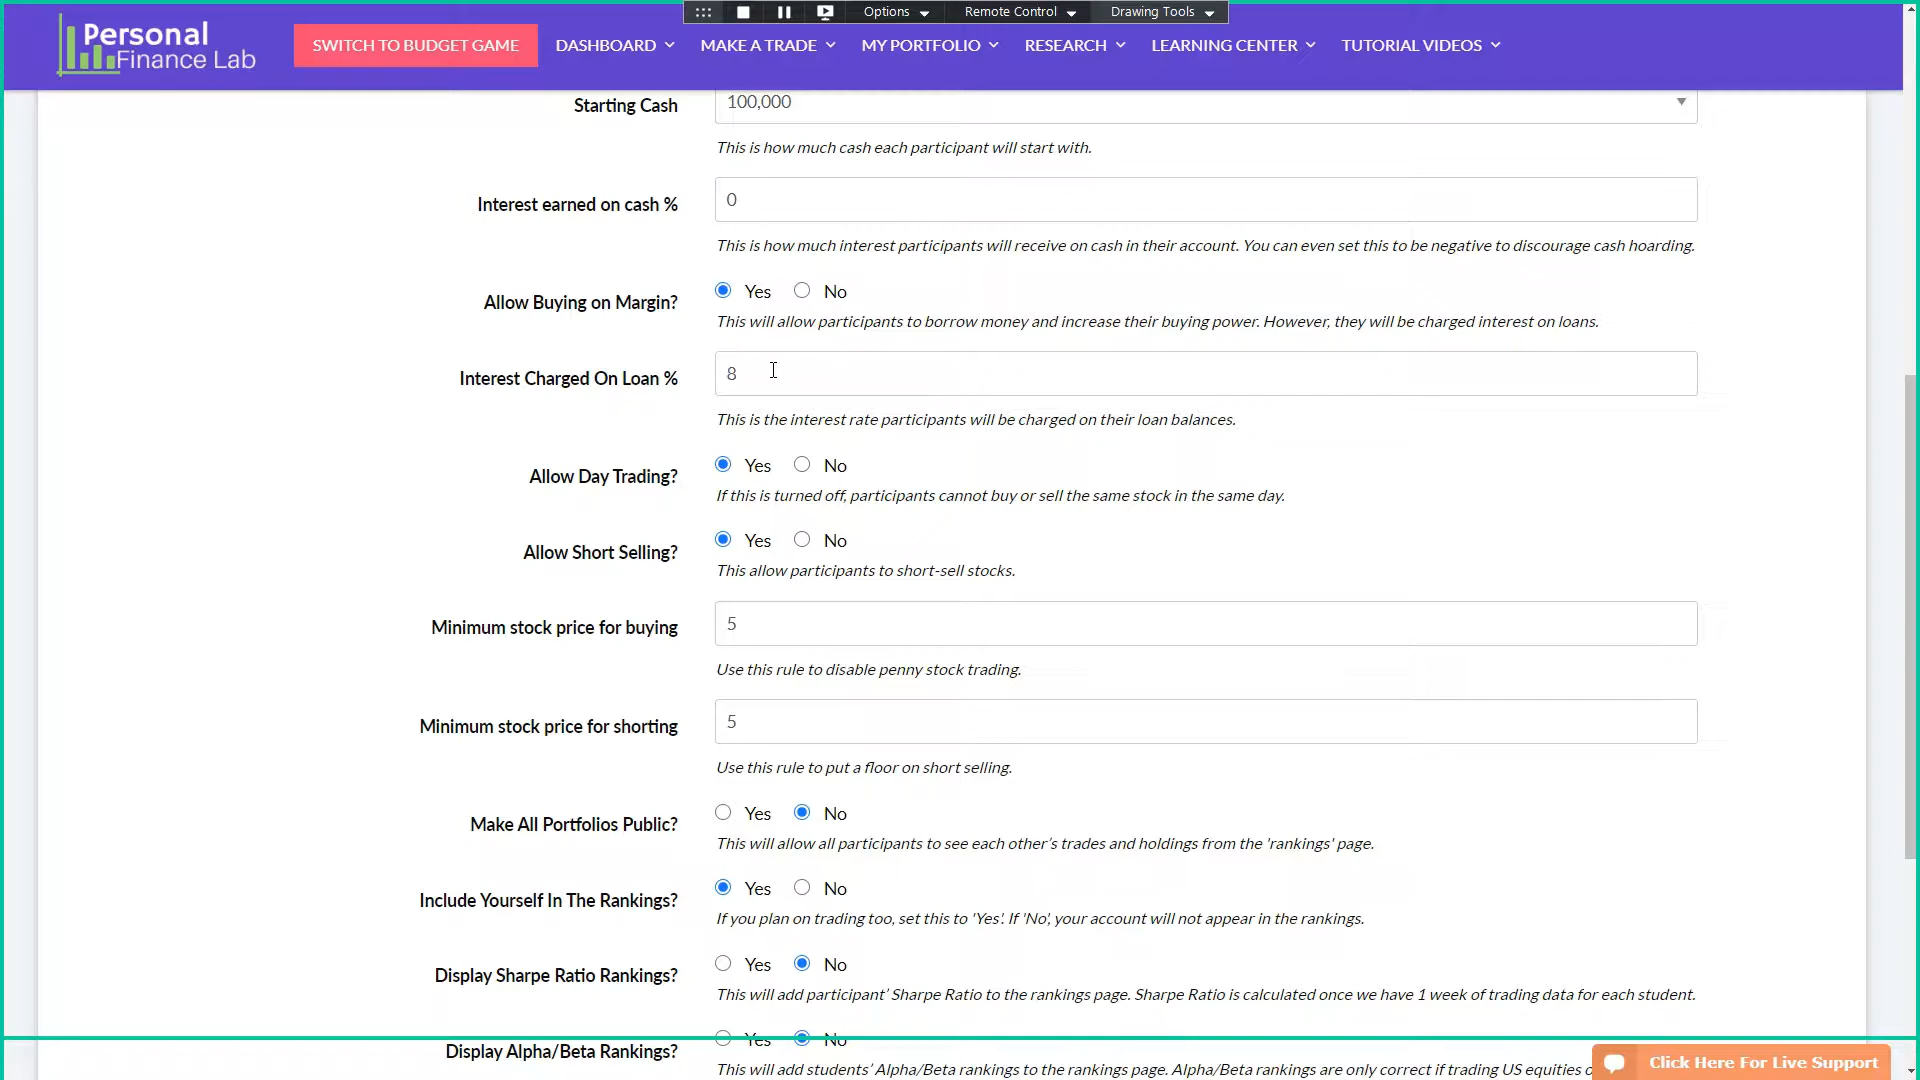 Options
Remote Control
Drawing Tools
Personal
Finance Lab
SWITCH TO BUDGET GAME
DASHBOARD
MAKE A TRADE
MY PORTFOLIO
RESEARCH
LEARNING CENTER
TUTORIAL VIDEOS
Starting Cash
100,000
This is how much cash each participant will start with.
Interest earned on cash %
0
This is how much interest participants will receive on cash in their account. You can even set this to be negative to discourage cash hoarding.
Allow Buying on Margin?
Yes No
This will allow participants to borrow money and increase their buying power. However, they will be charged interest on loans.
Interest Charged On Loan %
8
This is the interest rate participants will be charged on their loan balances.
Allow Day Trading?
Yes No
If this is turned off, participants cannot buy or sell the same stock in the same day.
Allow Short Selling?
Yes No
This allow participants to short-sell stocks.
Minimum stock price for buying
5
Use this rule to disable penny stock trading.
Minimum stock price for shorting
5
Use this rule to put a floor on short selling.
Make All Portfolios Public?
Yes No
This will allow all participants to see each other's trades and holdings from the 'rankings' page.
Include Yourself In The Rankings?
Yes No
If you plan on trading too, set this to 'Yes'. If 'No', your account will not appear in the rankings.
Display Sharpe Ratio Rankings?
Yes No
This will add participant' Sharpe Ratio to the rankings page. Sharpe Ratio is calculated once we have 1 week of trading data for each student.
Display Alpha/Beta Rankings?
Yes No
This will add students' Alpha/Beta rankings to the rankings page. Alpha/Beta rankings are only correct if trading US equities
Click Here For Live Support